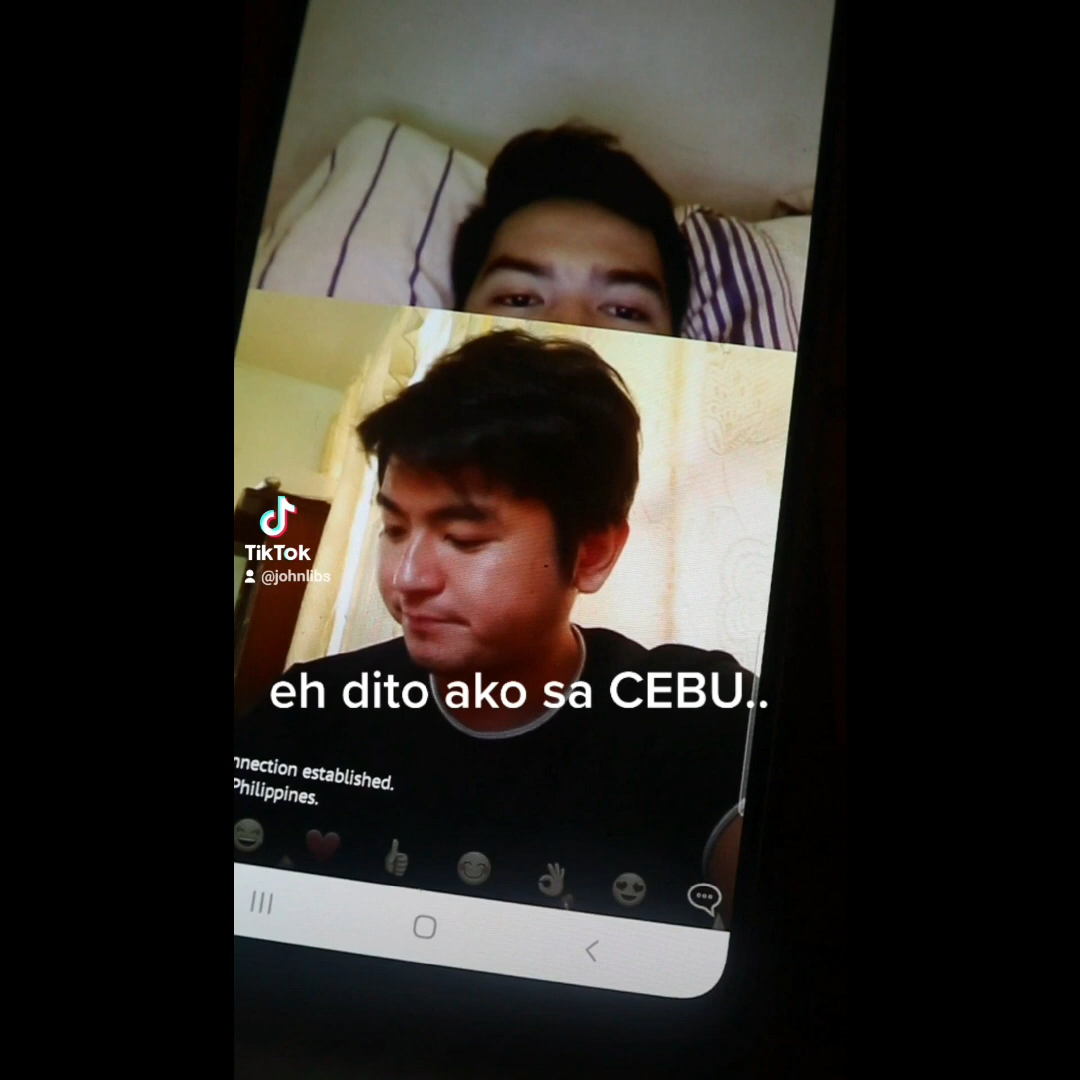 TikTok
@johnlibs
eh dito ako sa CEBU..
nnection established.
Philippines.